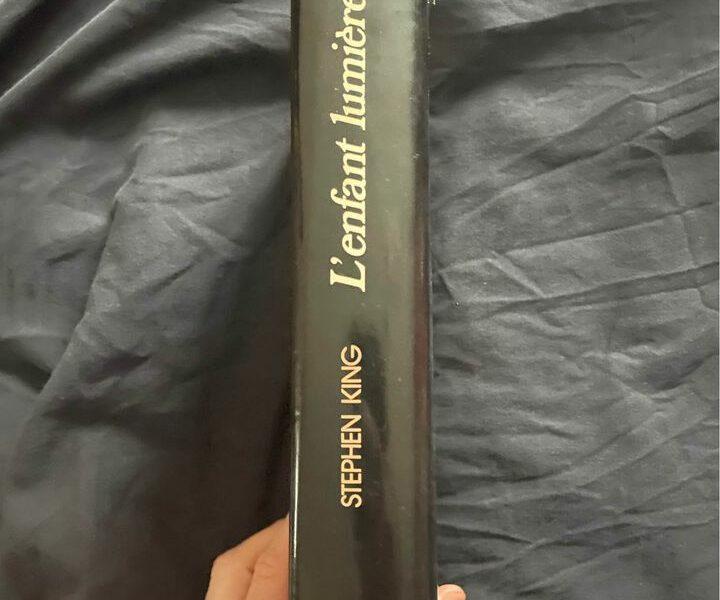 STEPHEN KING
L'enfant lumière